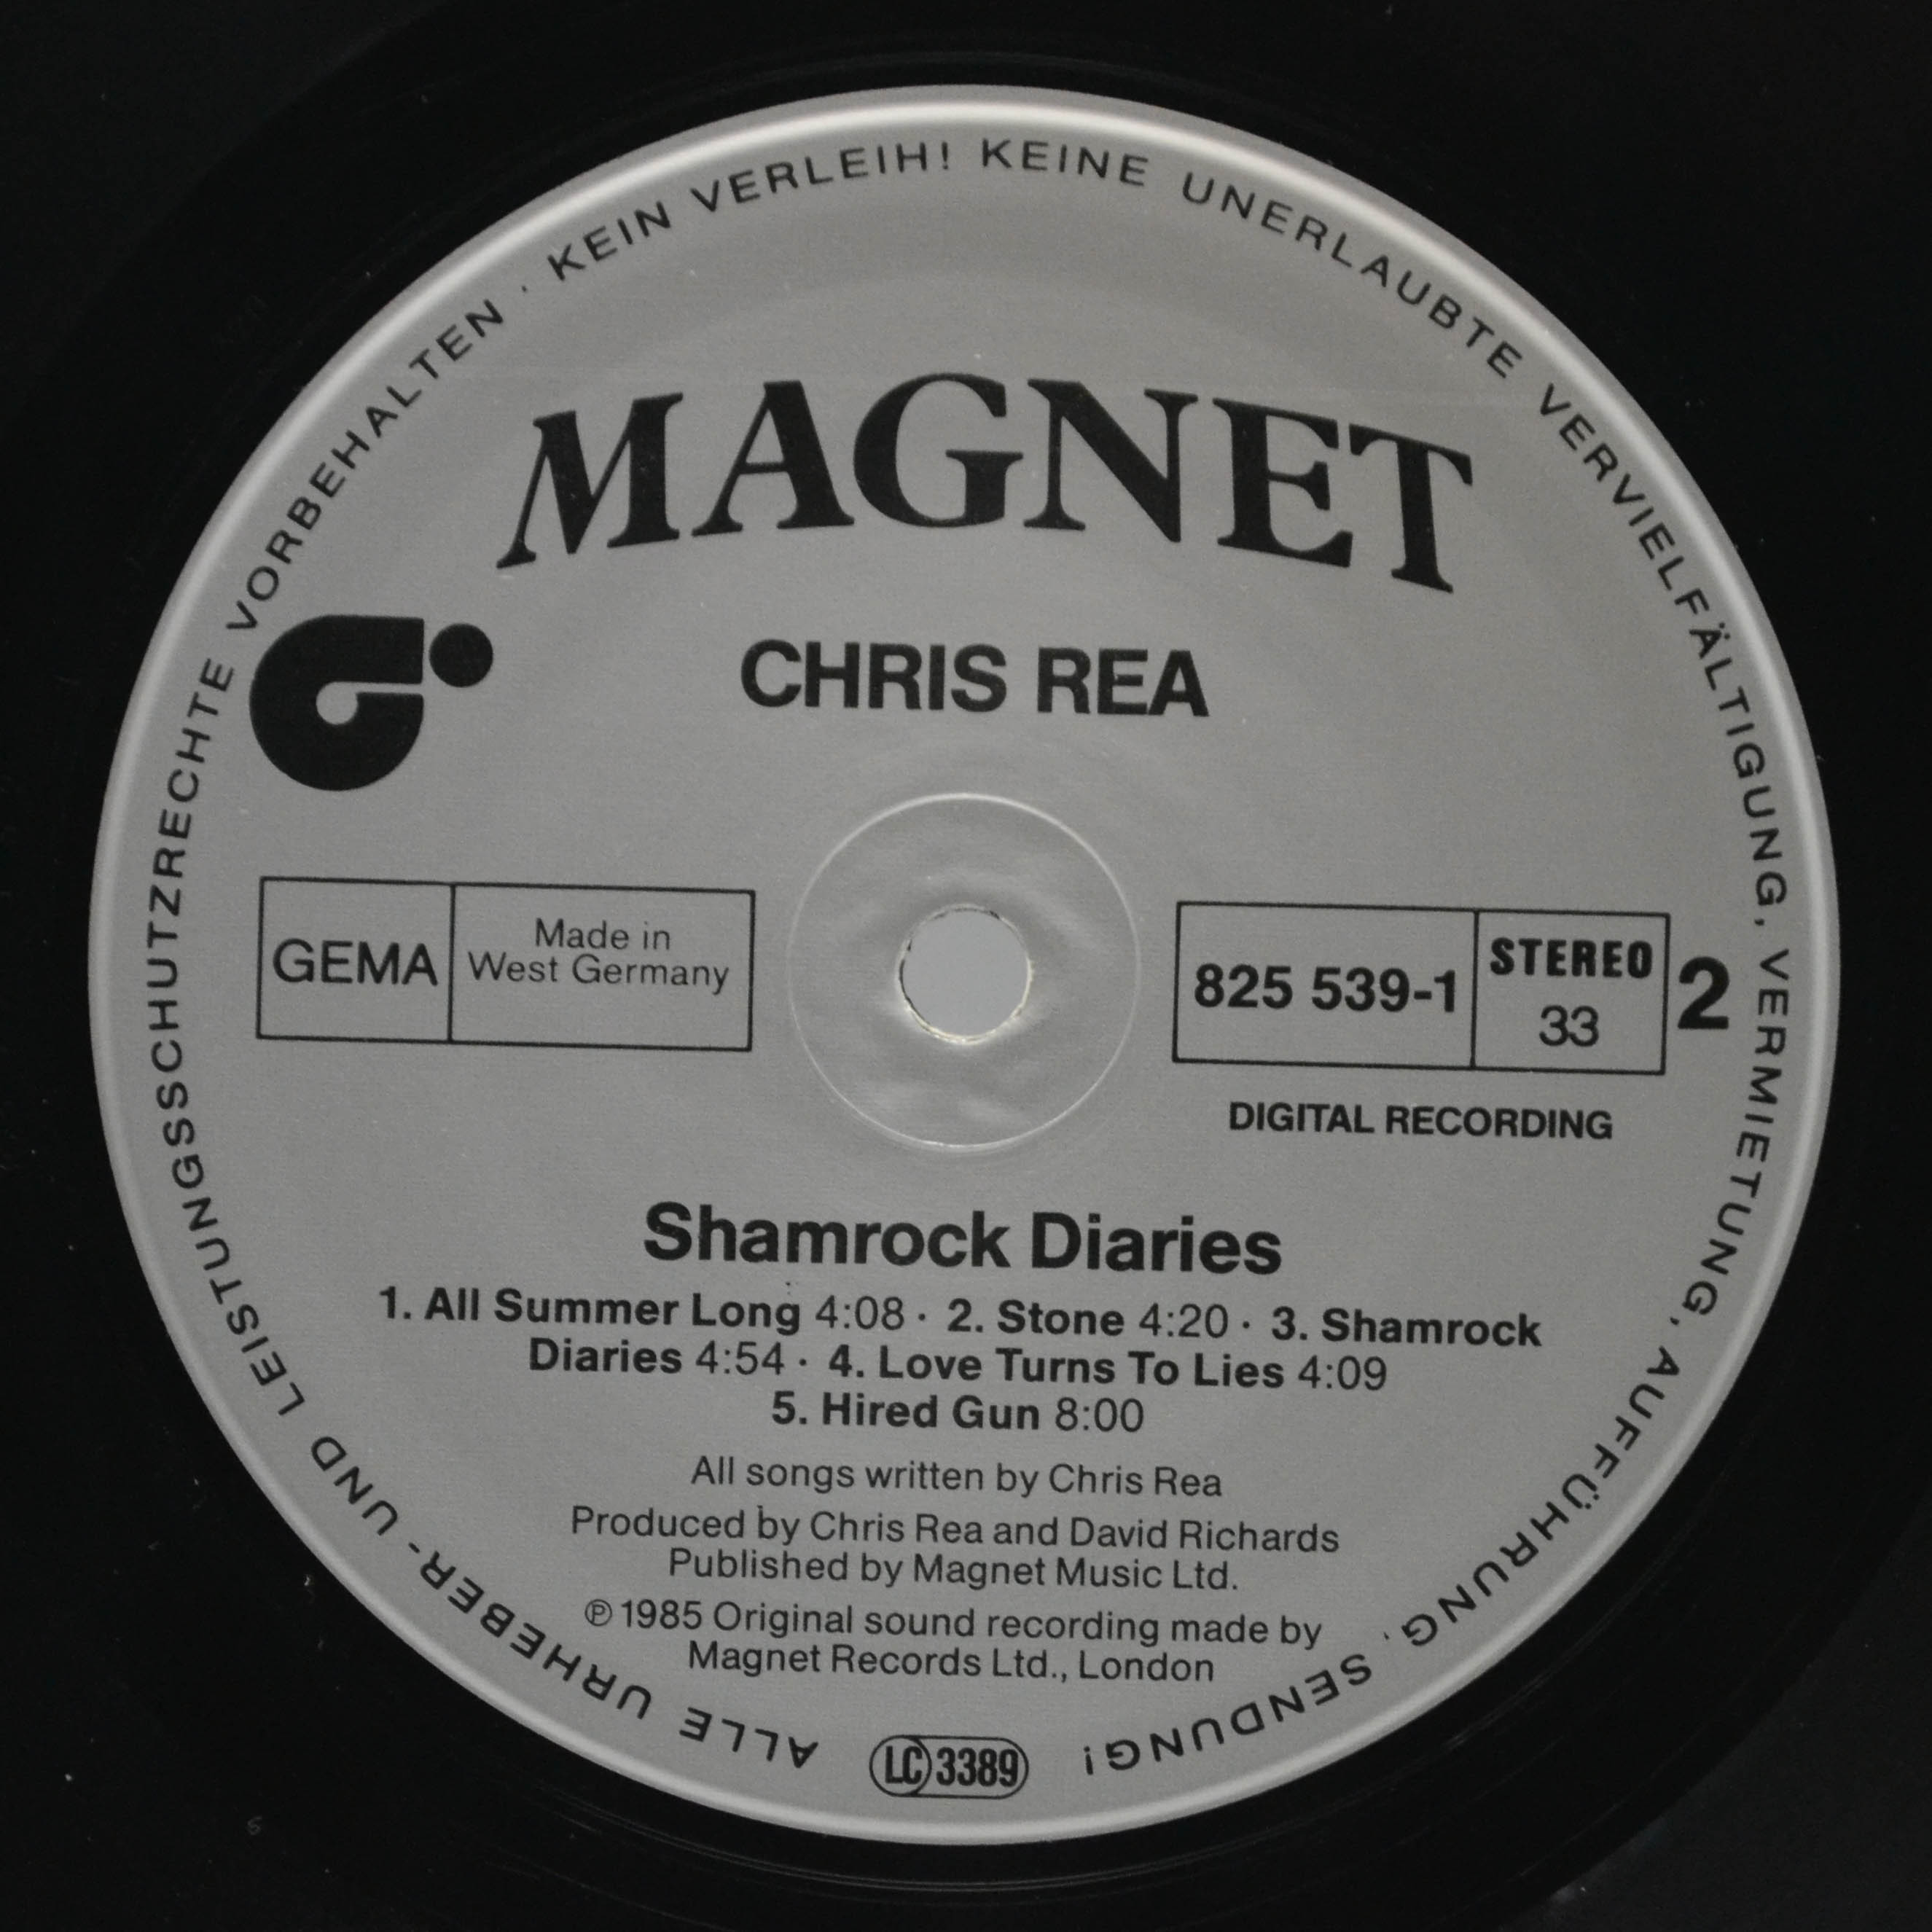 ALLE URHEBER- UND LEISTUNGSSCHUTZRECHTE VORBEHALTEN · KEIN VERLEIH! KEINE UNERLAUBTE VERVIELFÄLTIGUNG, VERMIETUNG, AUFFÜHRUNG, SENDUNG!
MAGNET
CHRIS REA
GEMA
Made in
West Germany
825 539-1
STEREO
33
2
DIGITAL RECORDING
Shamrock Diaries
1. All Summer Long 4:08 · 2. Stone 4:20 · 3. Shamrock
Diaries 4:54 · 4. Love Turns To Lies 4:09
5. Hired Gun 8:00
All songs written by Chris Rea
Produced by Chris Rea and David Richards
Published by Magnet Music Ltd.
℗ 1985 Original sound recording made by
Magnet Records Ltd., London
LC 3389